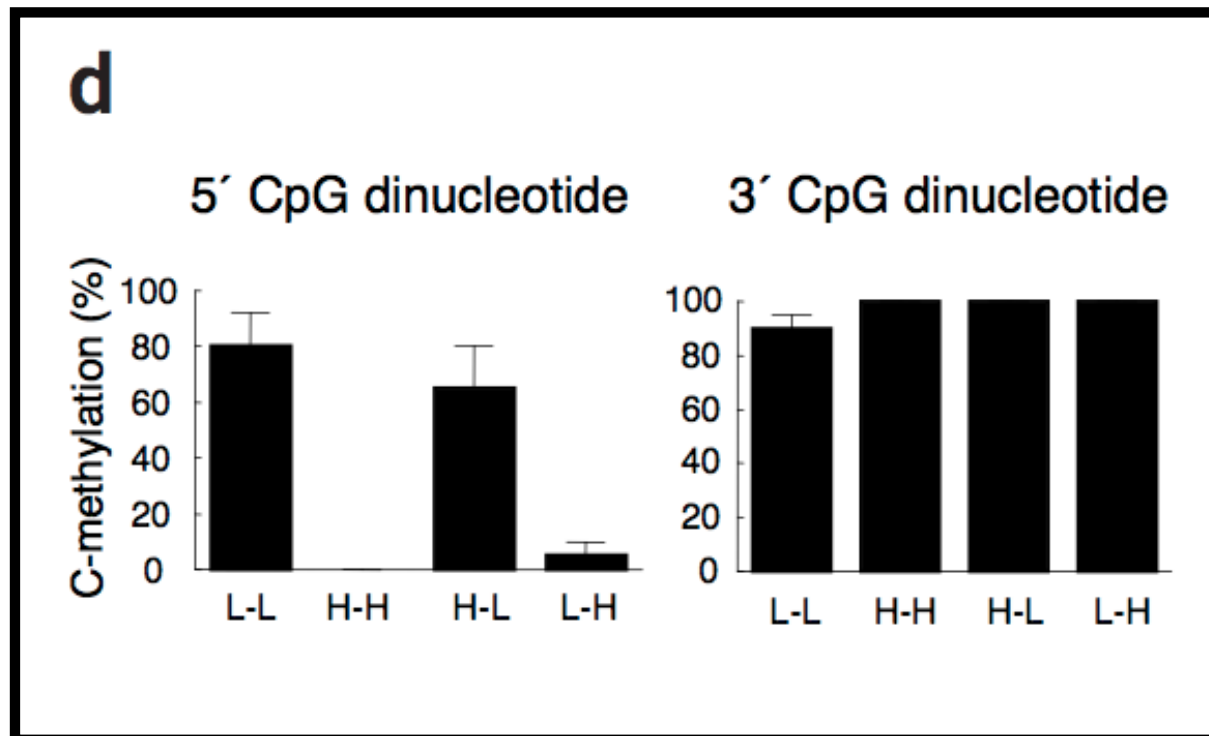 d
5´ CpG dinucleotide
3´ CpG dinucleotide
C-methylation (%)
100
80
60
40
20
0
L-L H-H H-L L-H
100
80
60
40
20
0
L-L H-H H-L L-H